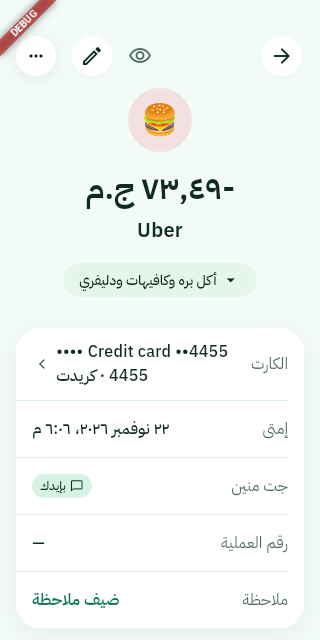 DEBUG
-٧٣,٤٩ ج.م
Uber
أكل بره وكافيهات ودليفري
الكارت
•••• Credit card ••4455
كريدت · 4455
إمتى
٢٢ نوفمبر ٢٠٢٦، ٦:٠٦ م
جت منين
بإيدك
رقم العملية
—
ملاحظة
ضيف ملاحظة